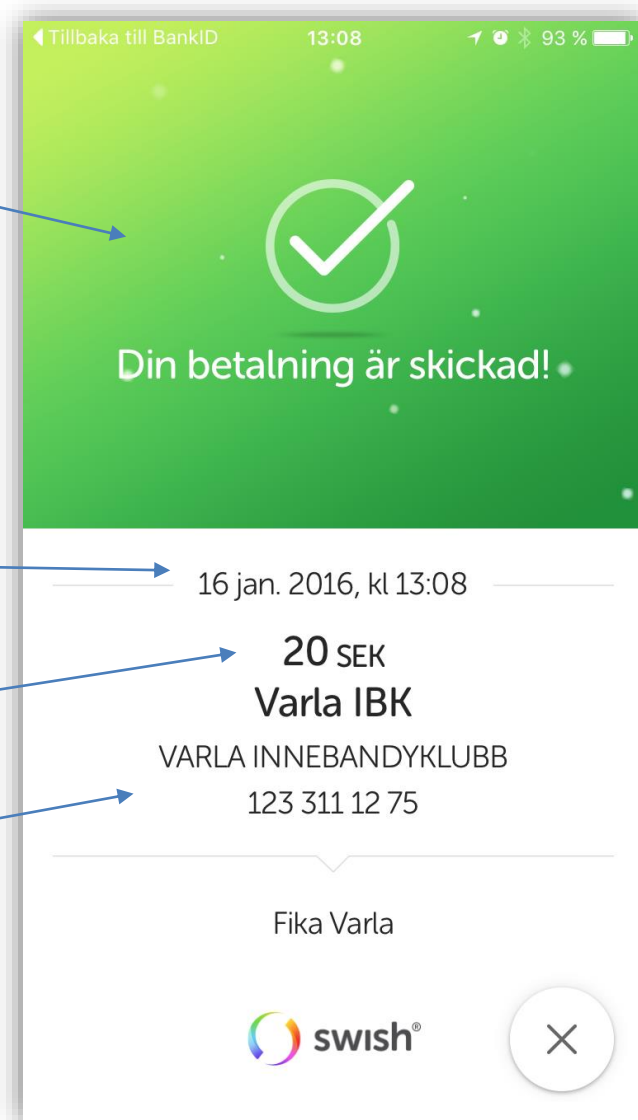 Tillbaka till BankID 13:08 93 %
Din betalning är skickad!
16 jan. 2016, kl 13:08
20 SEK
Varla IBK
VARLA INNEBANDYKLUBB
123 311 12 75
Fika Varla
swish®